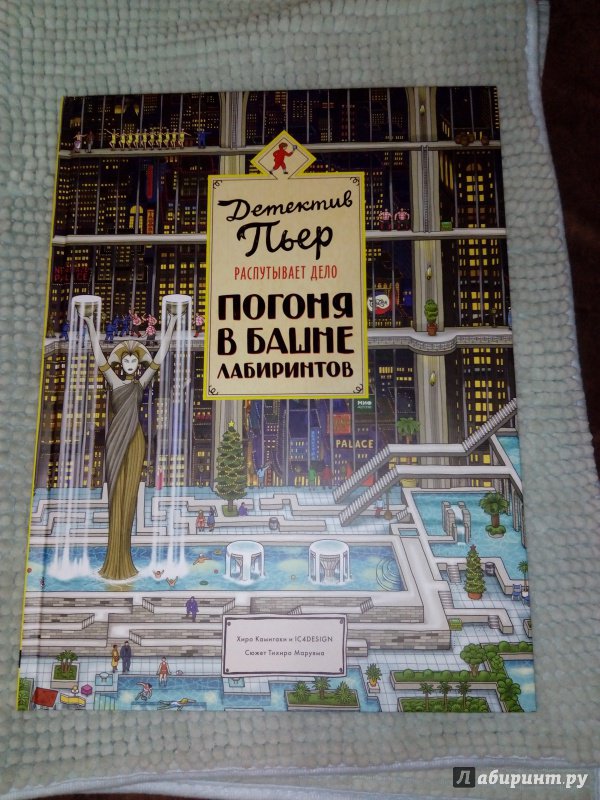 Детектив
Пьер
РАСПУТЫВАЕТ ДЕЛО
ПОГОНЯ
В БАШНЕ
ЛАБИРИНТОВ
МИФ
PALACE
Хиро Камигаки и IC4DESIGN
Сюжет Тихиро Маруяма
Лабиринт.ру